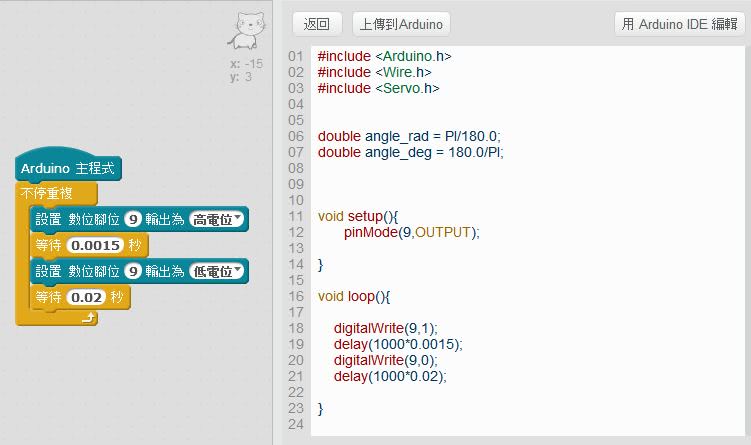 x: -15
y: 3
Arduino 主程式
不停重複
設置 數位腳位 9 輸出為 高電位
等待 0.0015 秒
設置 數位腳位 9 輸出為 低電位
等待 0.02 秒
返回 上傳到Arduino 用 Arduino IDE 編輯
01 #include <Arduino.h>
02 #include <Wire.h>
03 #include <Servo.h>
04
05
06 double angle_rad = PI/180.0;
07 double angle_deg = 180.0/PI;
08
09
10
11 void setup(){
12 pinMode(9,OUTPUT);
13
14 }
15
16 void loop(){
17
18 digitalWrite(9,1);
19 delay(1000*0.0015);
20 digitalWrite(9,0);
21 delay(1000*0.02);
22
23 }
24